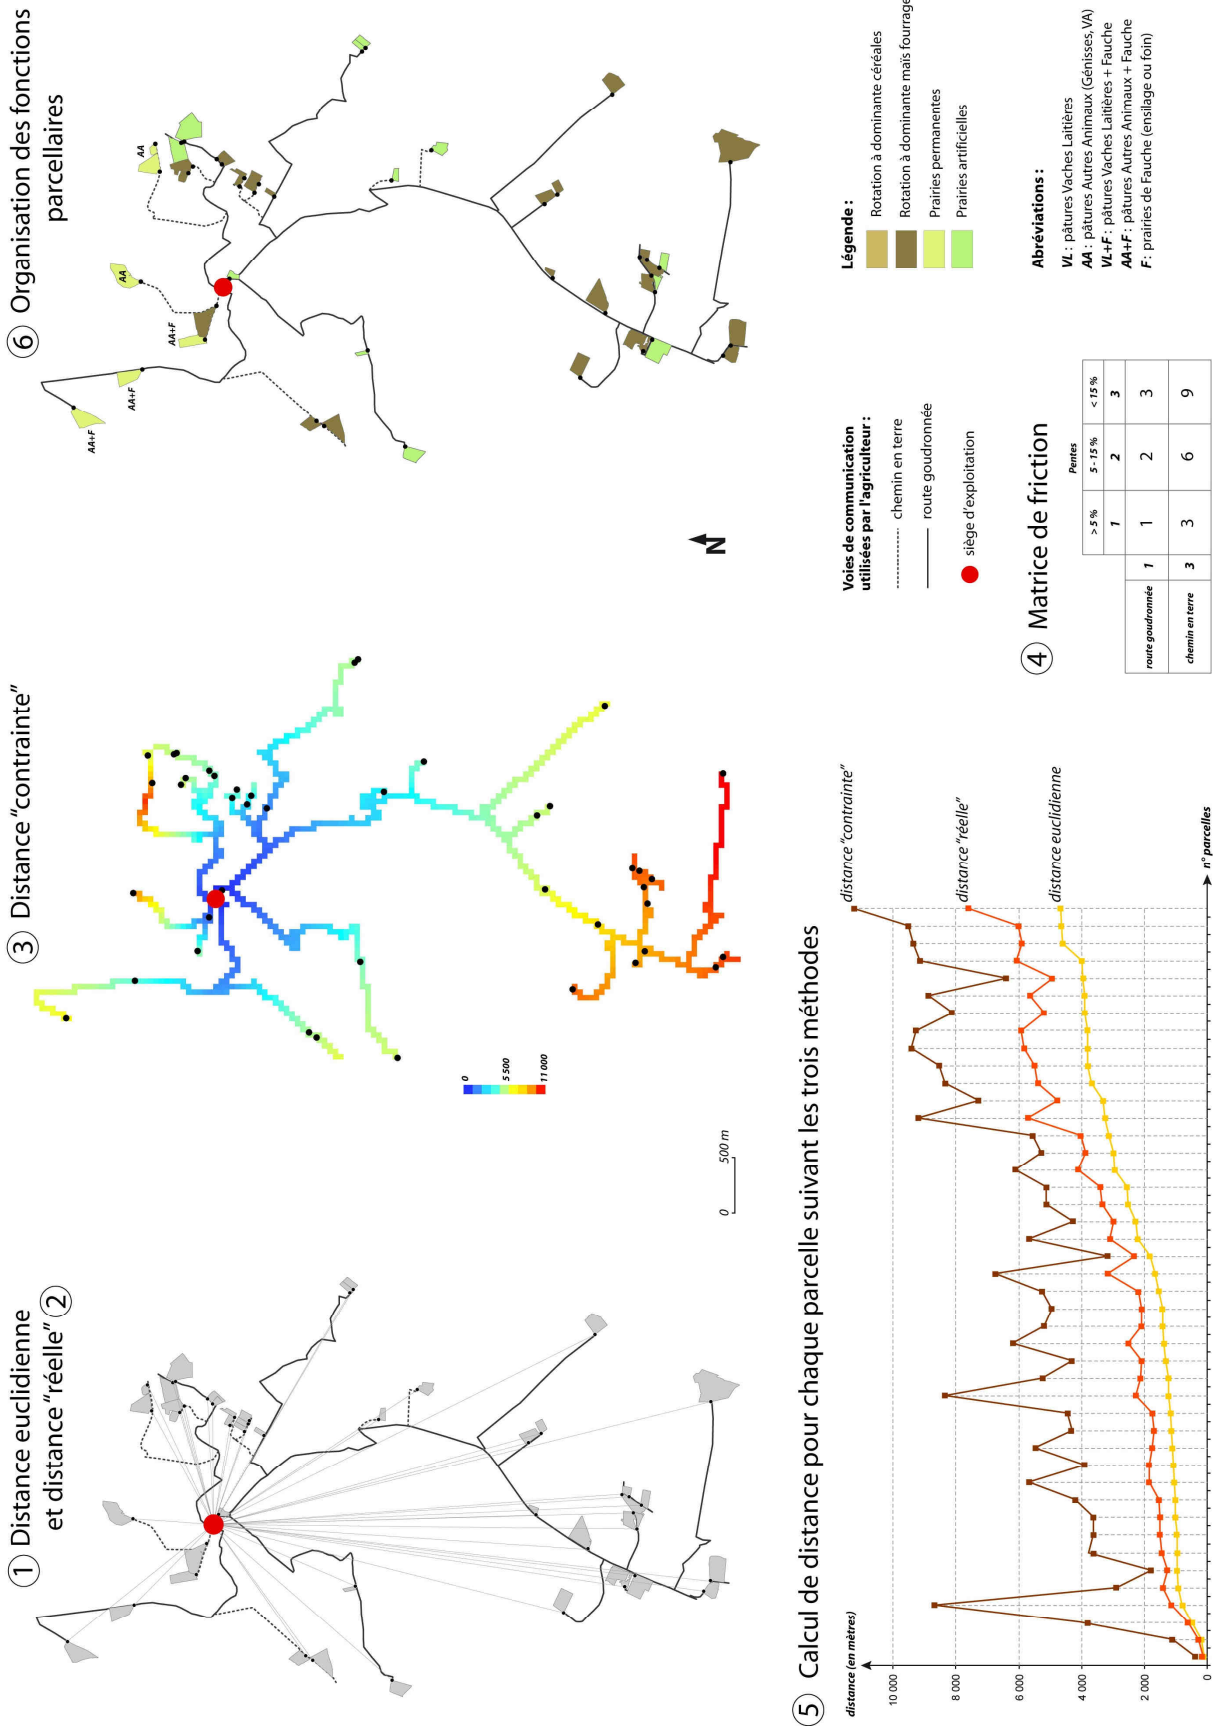 ① Distance euclidienne
et distance “réelle” ②
③ Distance “contrainte”
0
5 500
11 000
0
500 m
⑥ Organisation des fonctions
parcellaires
AA+F
AA+F
AA+F
AA
AA
N
Voies de communication
utilisées par l'agriculteur :
chemin en terre
route goudronnée
siège d'exploitation
Légende :
Rotation à dominante céréales
Rotation à dominante maïs fourrage
Prairies permanentes
Prairies artificielles
④ Matrice de friction
Pentes
> 5 %
5 - 15 %
< 15 %
1
2
3
route goudronnée
1
1
2
3
chemin en terre
3
3
6
9
Abréviations :
VL : pâtures Vaches Laitières
AA : pâtures Autres Animaux (Génisses, VA)
VL+F : pâtures Vaches Laitières + Fauche
AA+F : pâtures Autres Animaux + Fauche
F : prairies de Fauche (ensilage ou foin)
⑤ Calcul de distance pour chaque parcelle suivant les trois méthodes
distance (en mètres)
10 000
8 000
6 000
4 000
2 000
0
distance “contrainte”
distance “réelle”
distance euclidienne
n° parcelles